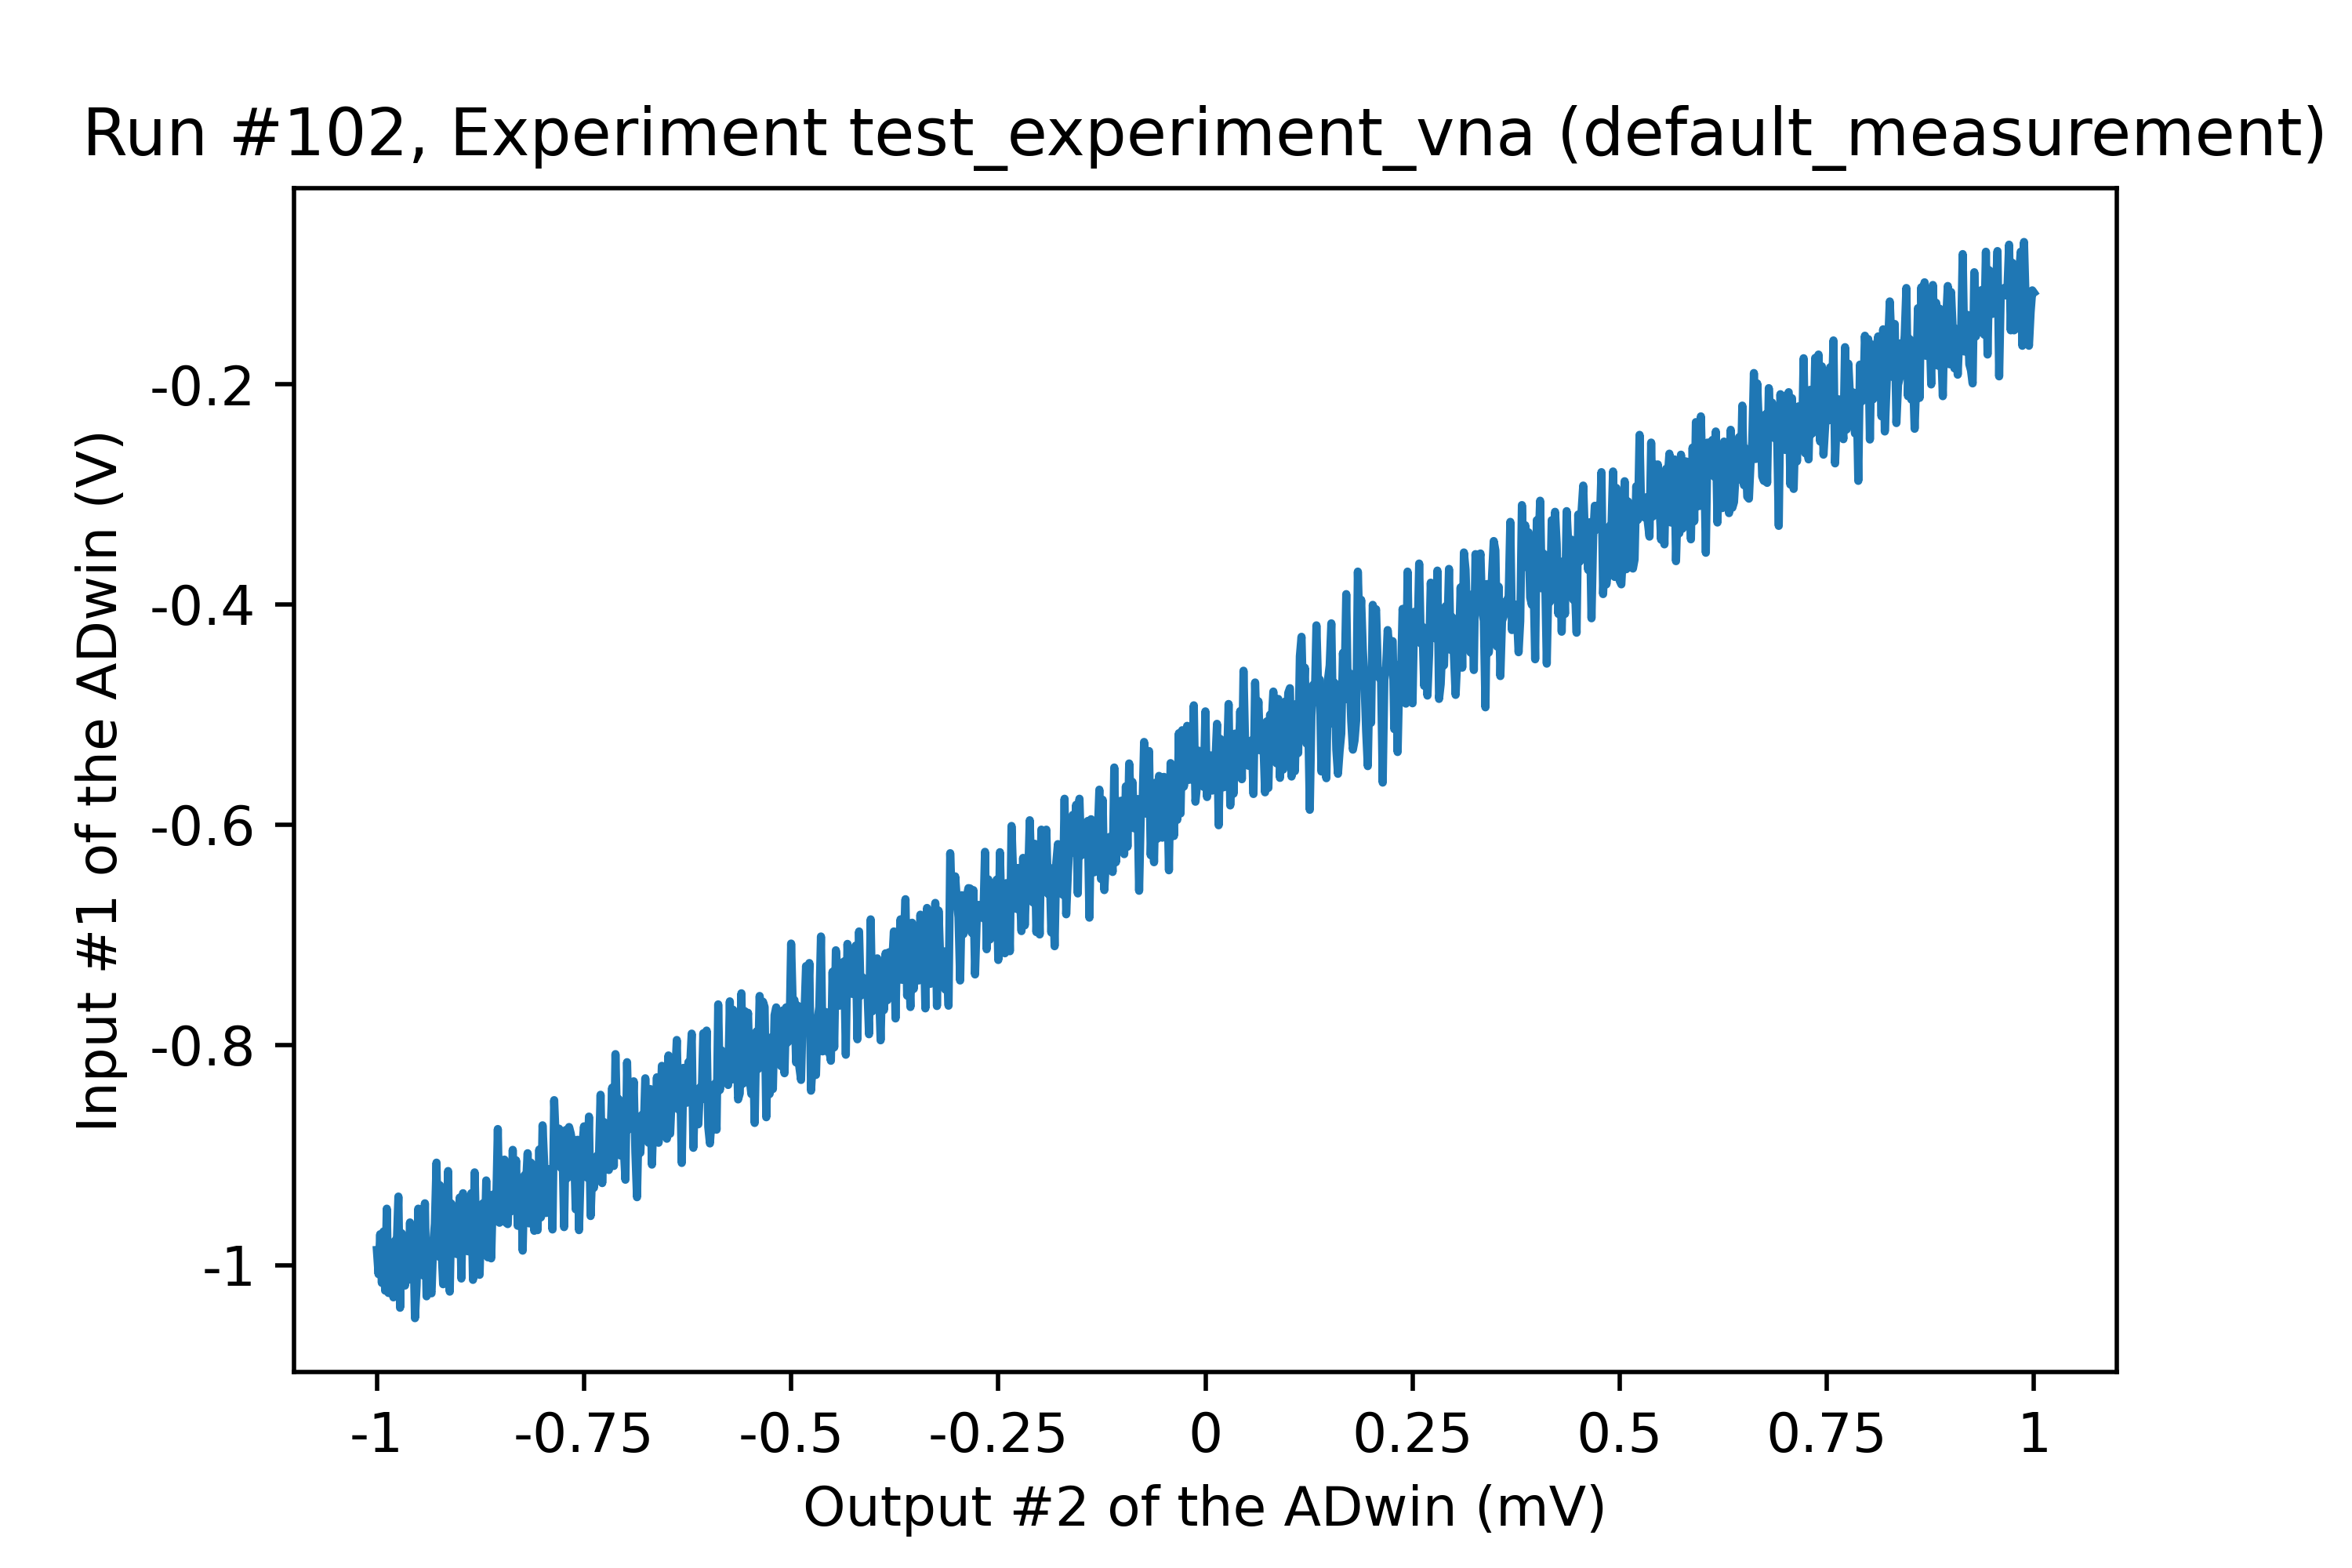 Run #102, Experiment test_experiment_vna (default_measurement)
Input #1 of the ADwin (V)
-0.2
-0.4
-0.6
-0.8
-1
-1 -0.75 -0.5 -0.25 0 0.25 0.5 0.75 1
Output #2 of the ADwin (mV)